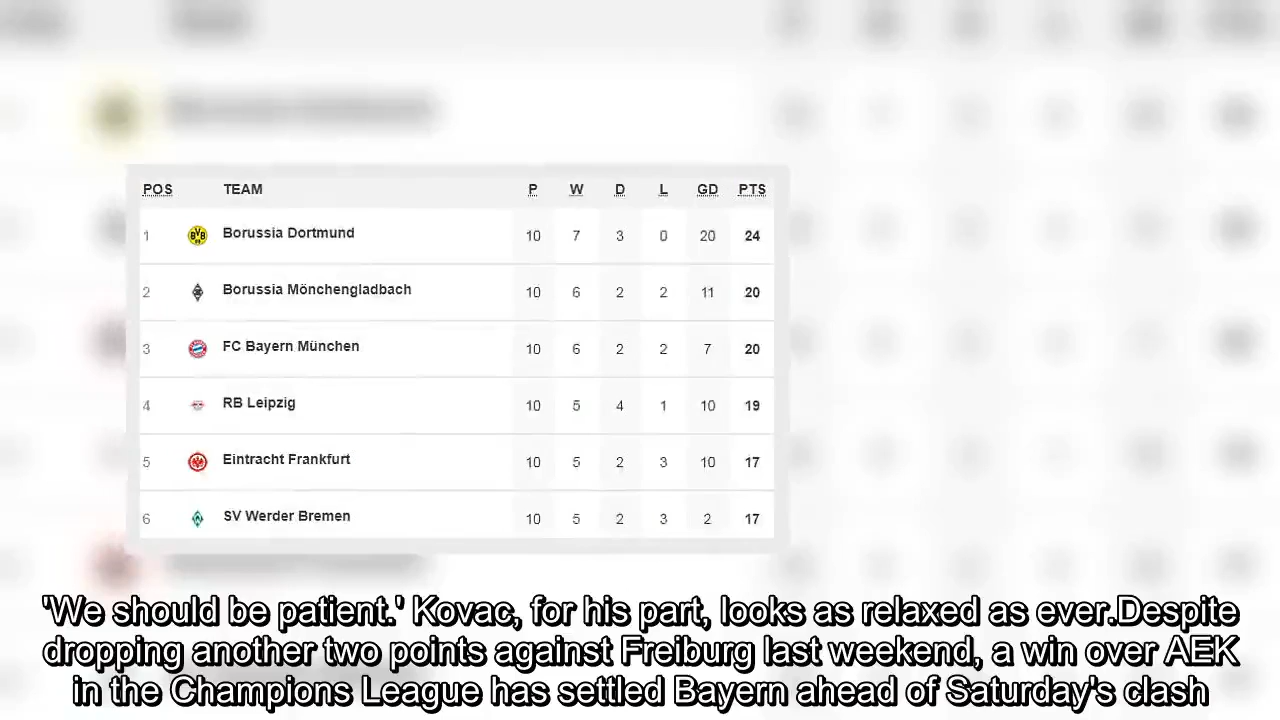 POS TEAM P W D L GD PTS
1 Borussia Dortmund 10 7 3 0 20 24
2 Borussia Mönchengladbach 10 6 2 2 11 20
3 FC Bayern München 10 6 2 2 7 20
4 RB Leipzig 10 5 4 1 10 19
5 Eintracht Frankfurt 10 5 2 3 10 17
6 SV Werder Bremen 10 5 2 3 2 17
'We should be patient.' Kovac, for his part, looks as relaxed as ever.Despite
dropping another two points against Freiburg last weekend, a win over AEK
in the Champions League has settled Bayern ahead of Saturday's clash